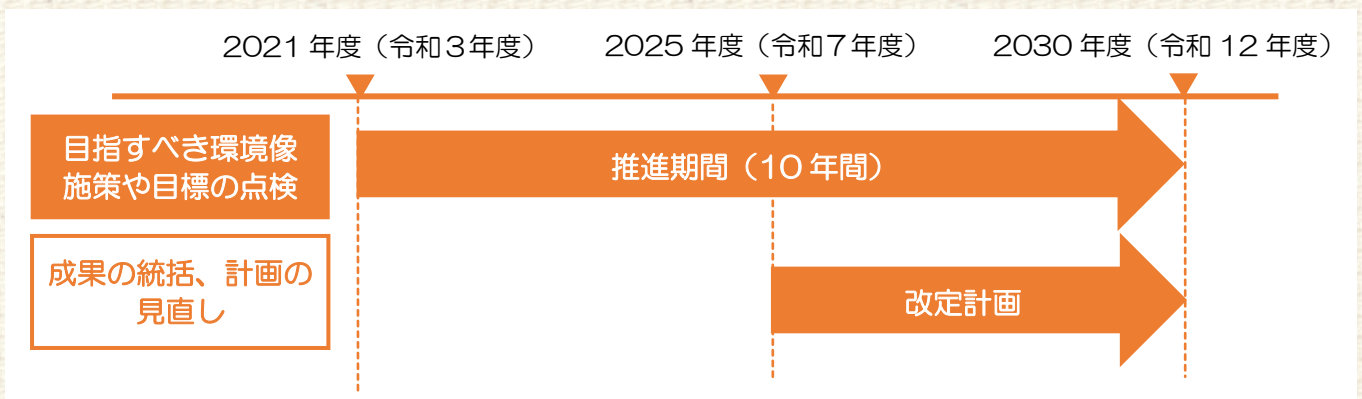 2021 年度（令和３年度）
2025 年度（令和７年度）
2030 年度（令和 12 年度）
目指すべき環境像
施策や目標の点検
推進期間（10 年間）
成果の統括、計画の
見直し
改定計画